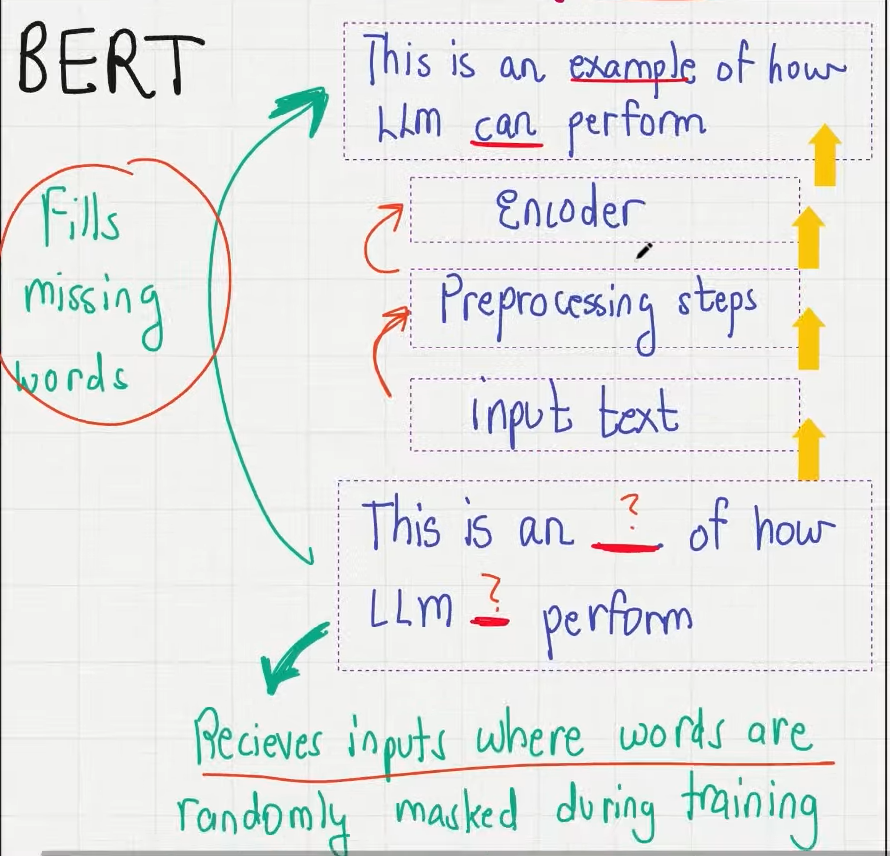 BERT
This is an example of how
LLM can perform
Fills
missing
words
Encoder
Preprocessing steps
input text
This is an ? of how
LLM ? perform
Recieves inputs where words are
randomly masked during training